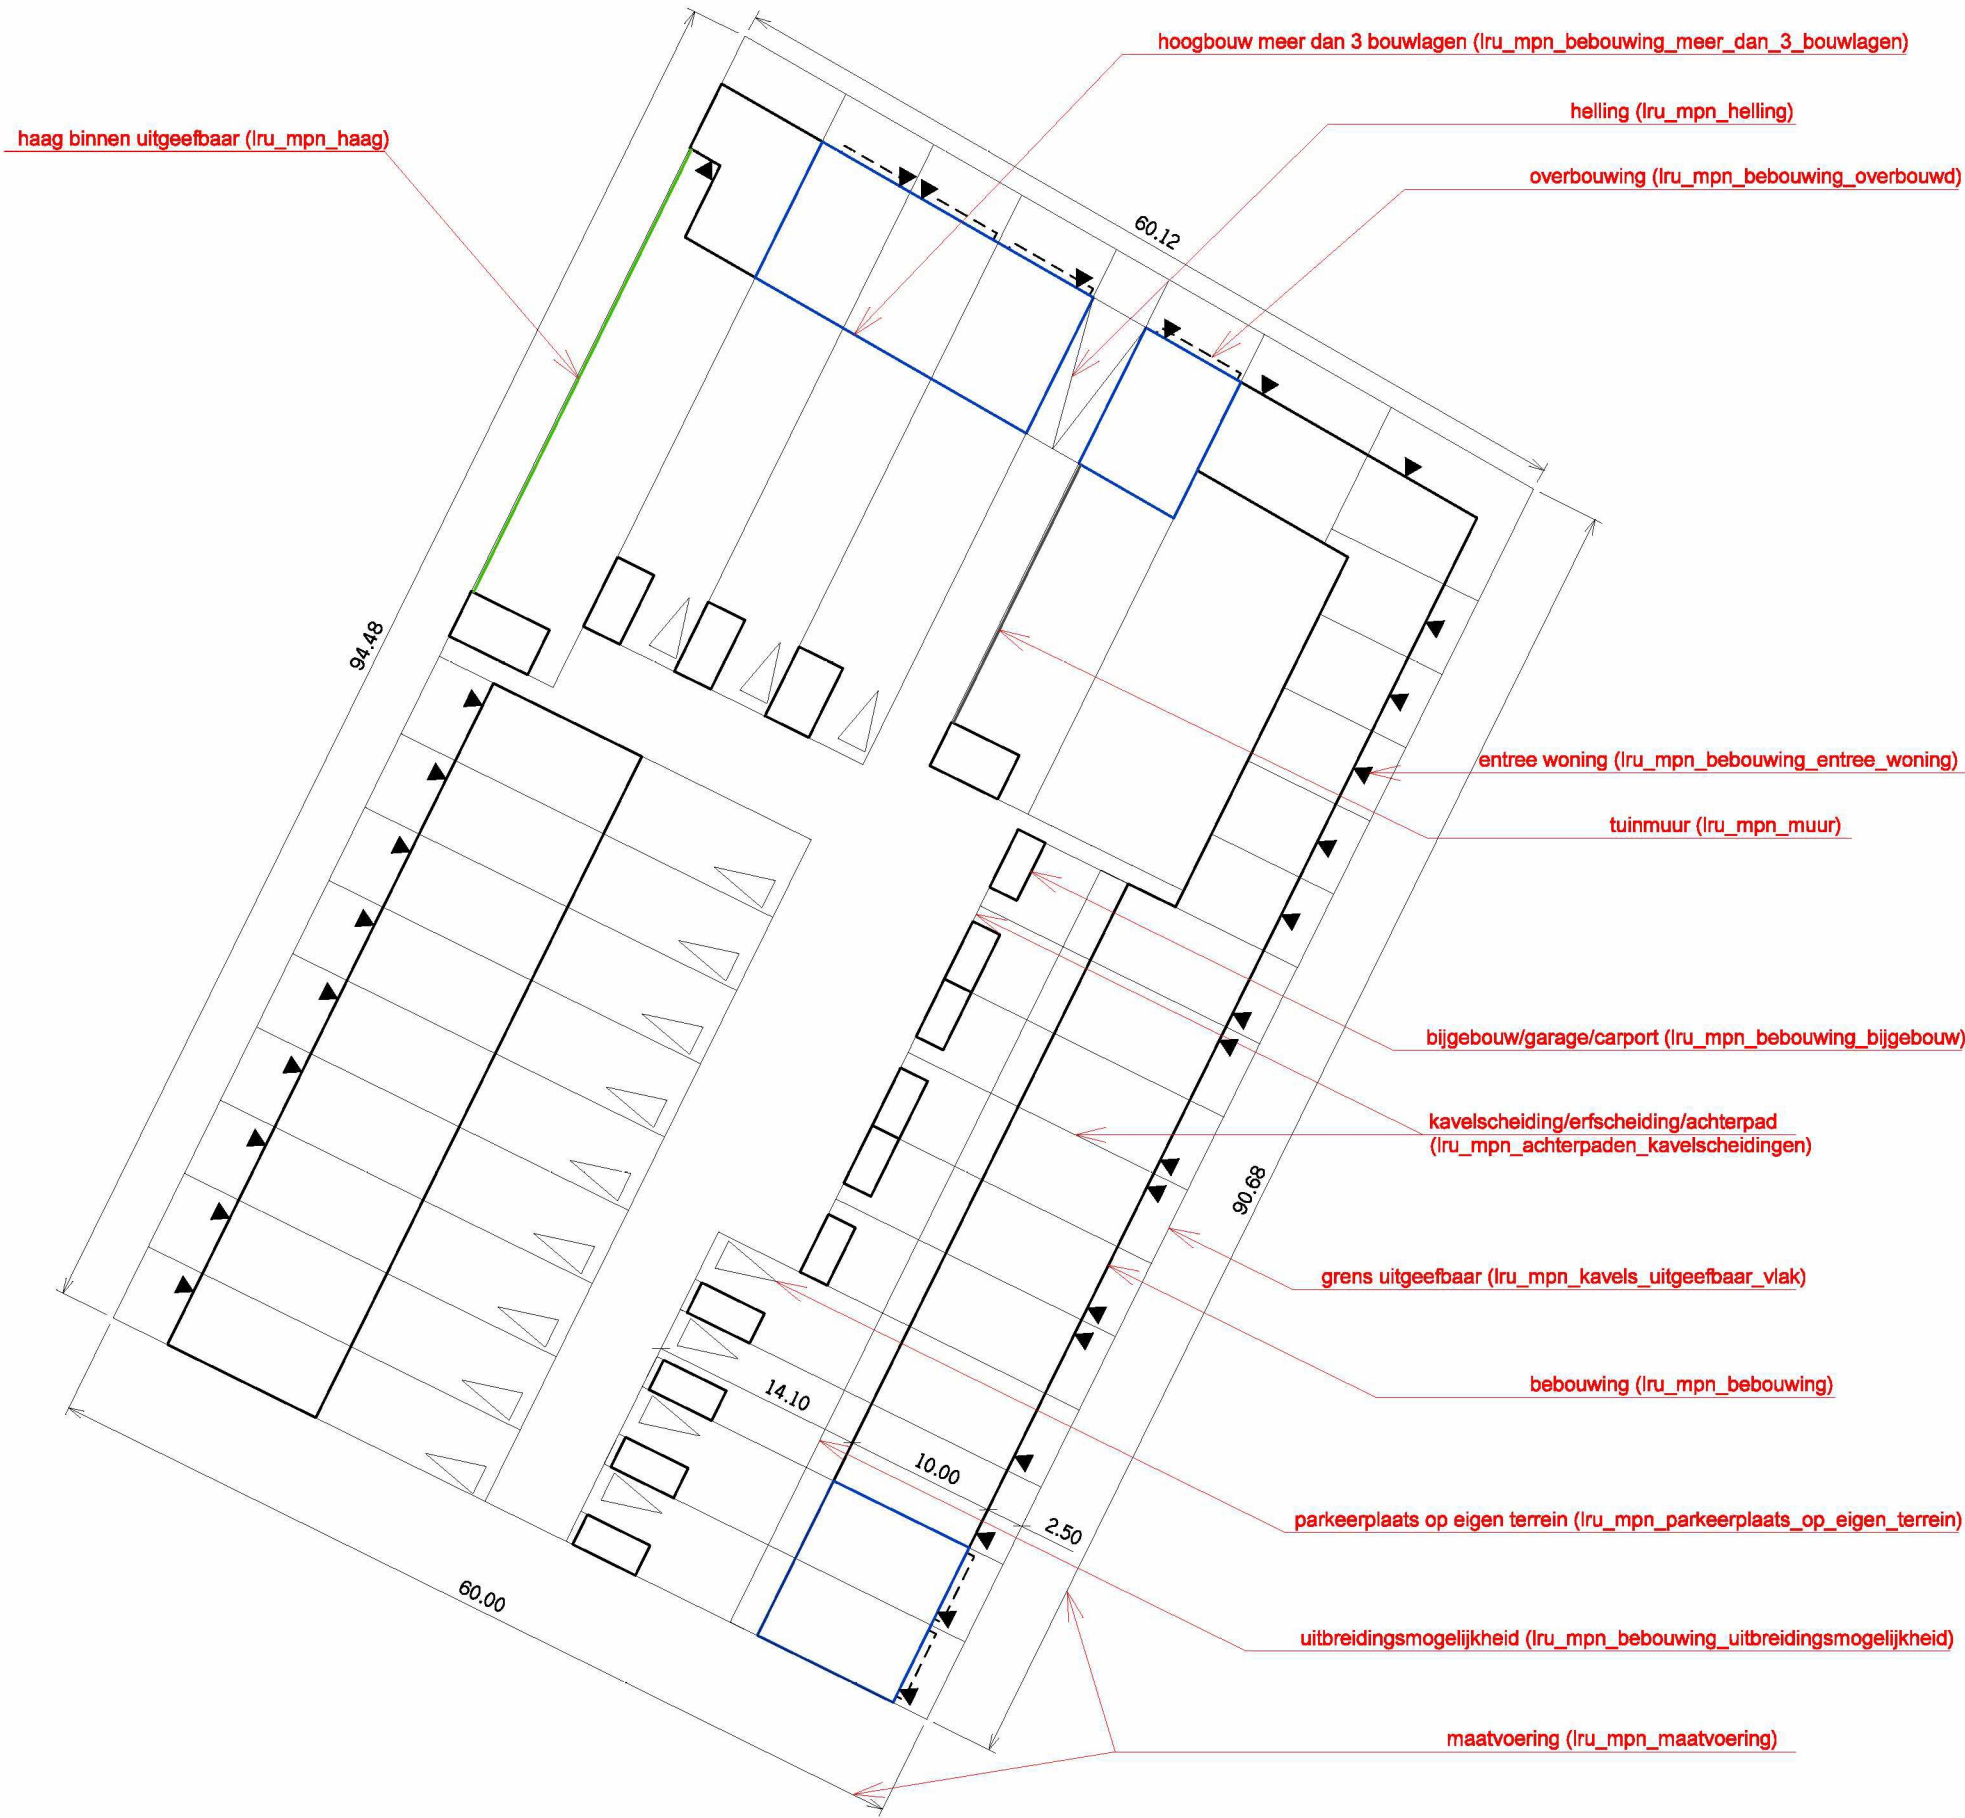 hoogbouw meer dan 3 bouwlagen (lru_mpn_bebouwing_meer_dan_3_bouwlagen)
helling (lru_mpn_helling)
haag binnen uitgeefbaar (lru_mpn_haag)
overbouwing (lru_mpn_bebouwing_overbouwd)
60.12
94.48
entree woning (lru_mpn_bebouwing_entree_woning)
tuinmuur (lru_mpn_muur)
bijgebouw/garage/carport (lru_mpn_bebouwing_bijgebouw)
kavelscheiding/erfscheiding/achterpad
(lru_mpn_achterpaden_kavelscheidingen)
90.68
grens uitgeefbaar (lru_mpn_kavels_uitgeefbaar_vlak)
bebouwing (lru_mpn_bebouwing)
14.10
10.00
2.50
parkeerplaats op eigen terrein (lru_mpn_parkeerplaats_op_eigen_terrein)
60.00
uitbreidingsmogelijkheid (lru_mpn_bebouwing_uitbreidingsmogelijkheid)
maatvoering (lru_mpn_maatvoering)